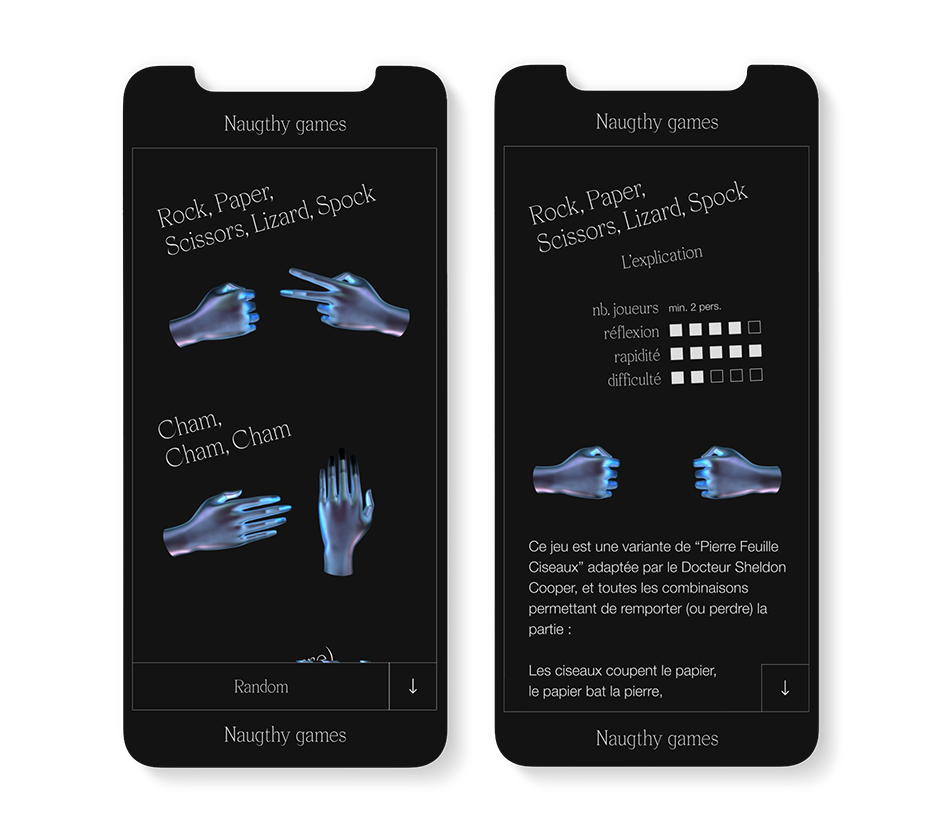 Naugthy games
Rock, Paper,
Scissors, Lizard, Spock
Cham,
Cham, Cham
Random
↓
Naugthy games
Naugthy games
Rock, Paper,
Scissors, Lizard, Spock
L'explication
nb. joueurs min. 2 pers.
réflexion
rapidité
difficulté
Ce jeu est une variante de “Pierre Feuille
Ciseaux” adaptée par le Docteur Sheldon
Cooper, et toutes les combinaisons
permettant de remporter (ou perdre) la
partie :
Les ciseaux coupent le papier,
le papier bat la pierre,
↓
Naugthy games